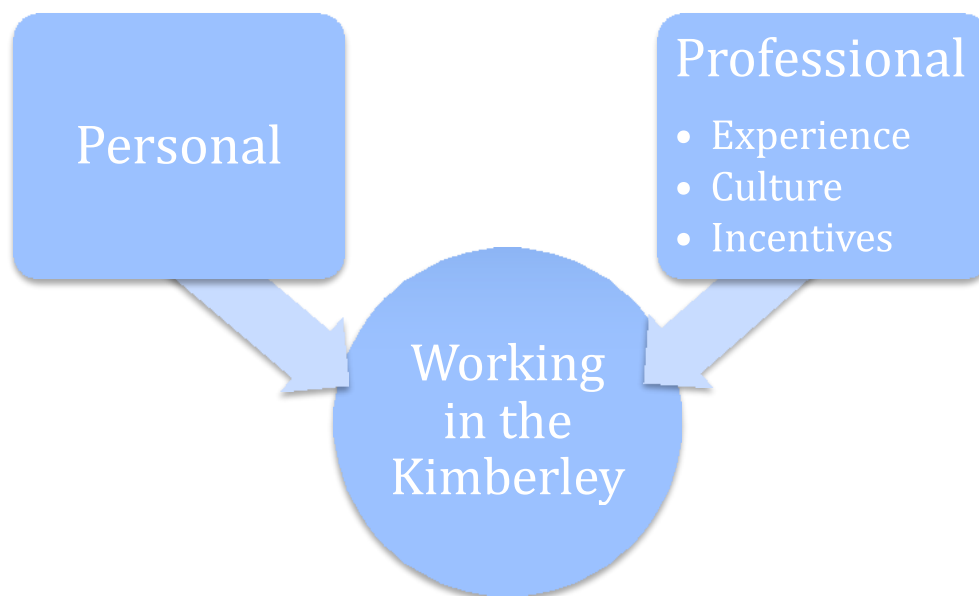 Personal
Professional
• Experience
• Culture
• Incentives
Working
in the
Kimberley